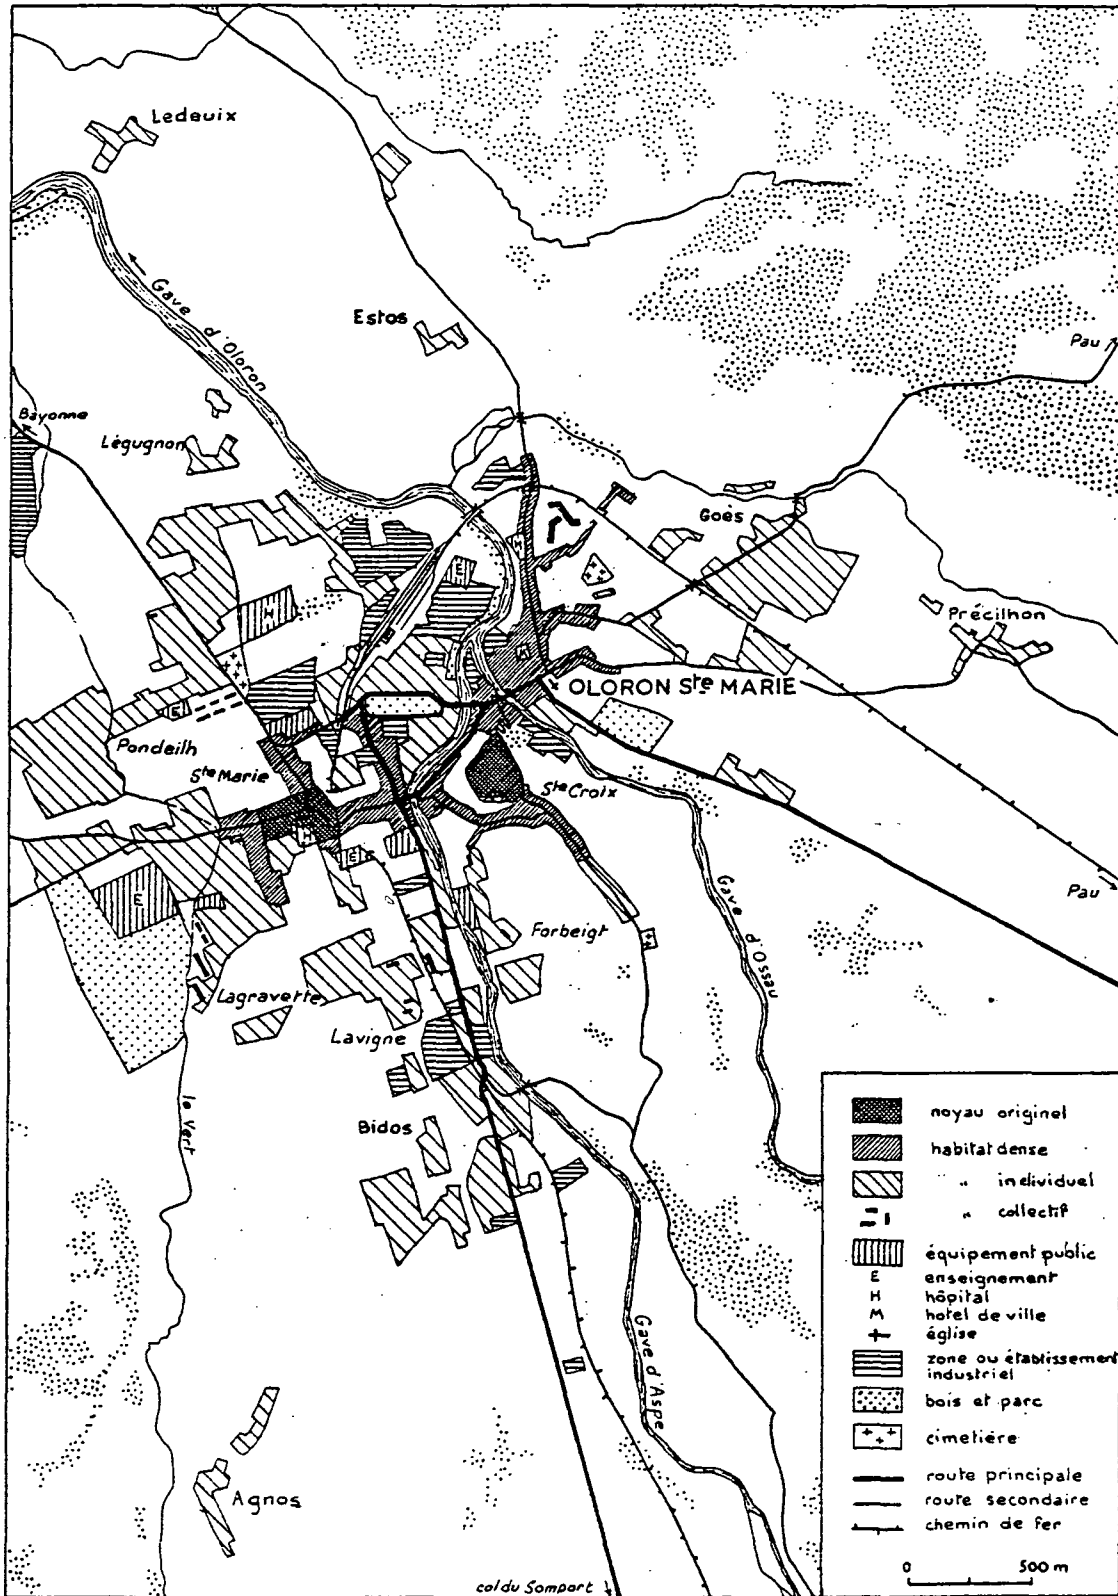 Ledeuix
Gave d'Oloron
Estos
Pau
Bayonne
Légugnon
H
Goès
E
H
Précilhon
M
OLORON Ste MARIE
E
Pondeilh
Ste Marie
Ste Croix
H
E
E
Gave d'Ossau
Pau
Forbeigt
Lagravette
Lavigne
le Vert
Bidos
Gave d'Aspe
Agnos
col du Somport
noyau originel
habitat dense
" individuel
" collectif
équipement public
E enseignement
H hôpital
M hotel de ville
église
zone ou établissement
industriel
bois et parc
cimetière
route principale
route secondaire
chemin de fer
0 500 m